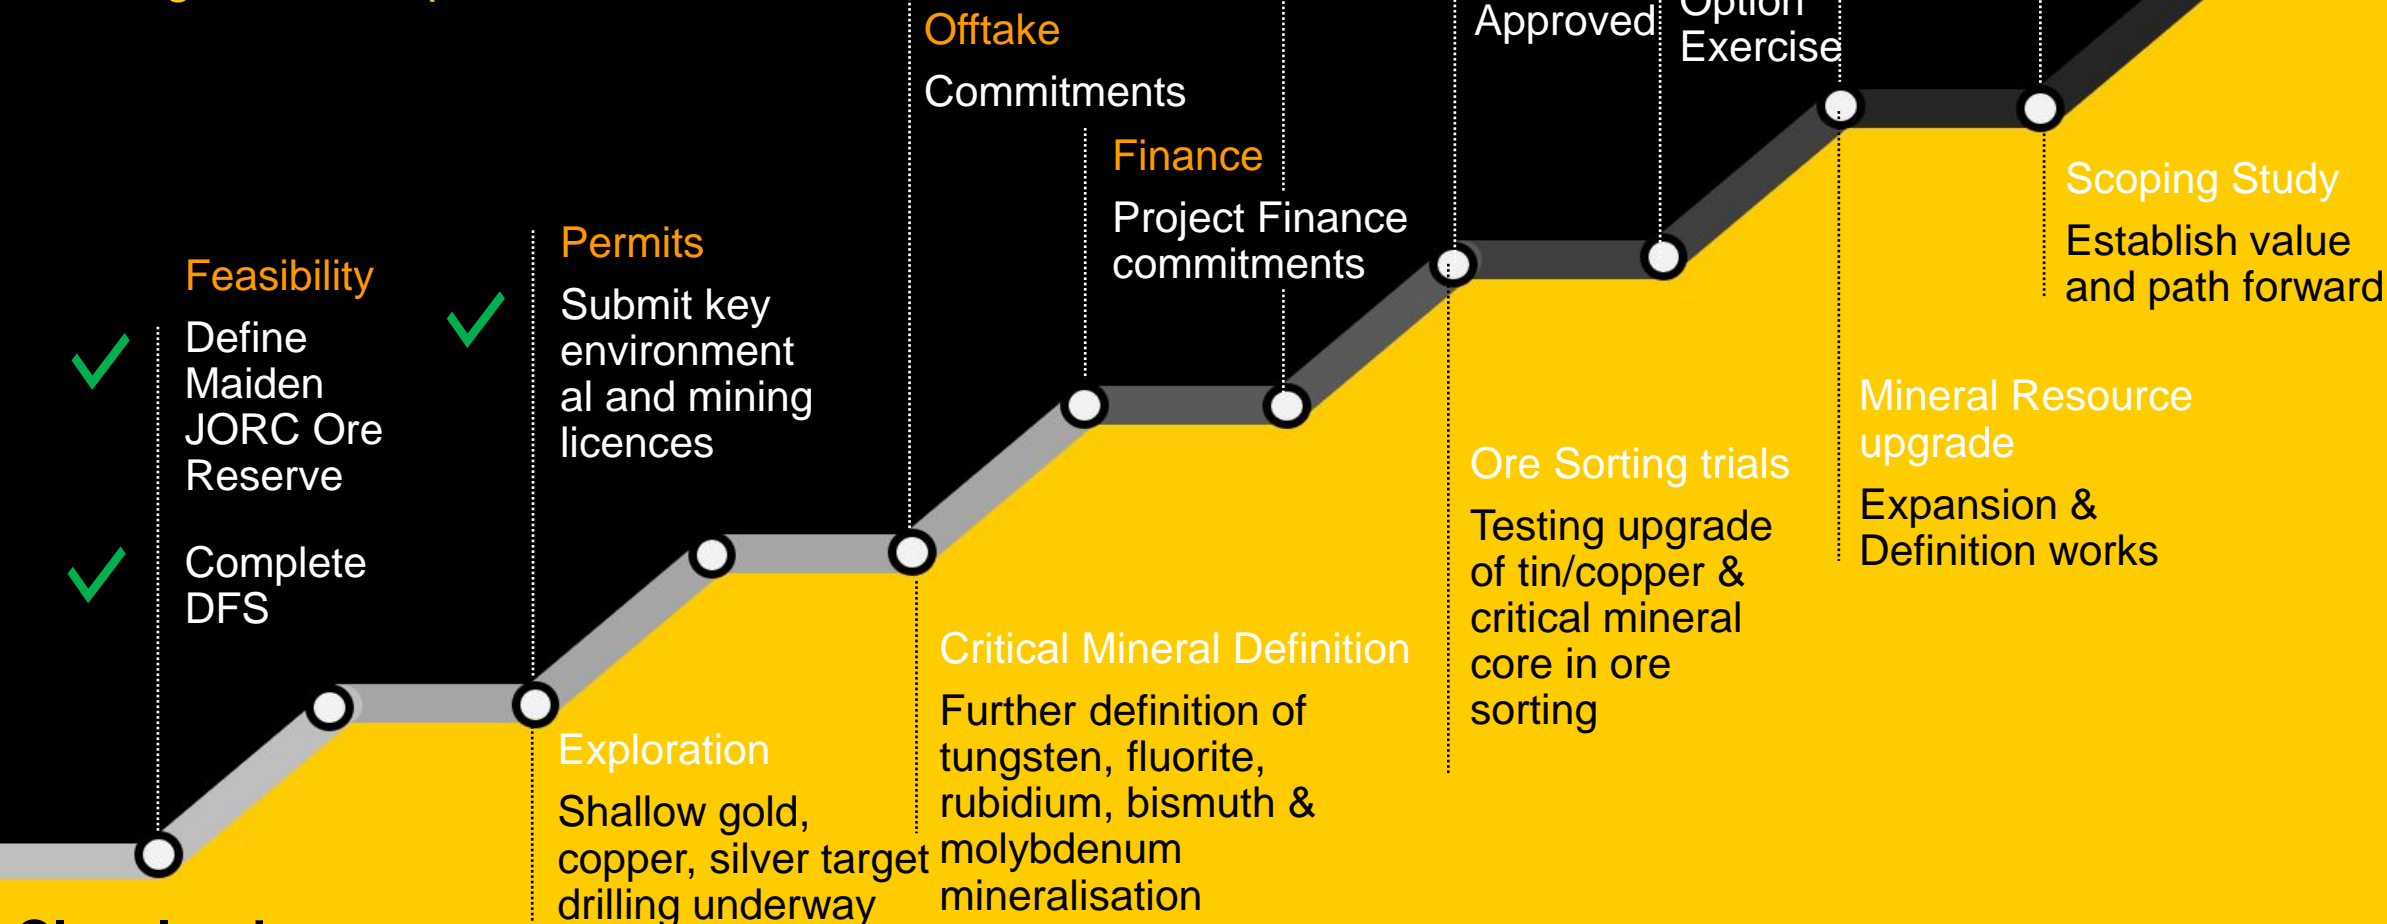 Offtake
Commitments
Approved
Option
Exercise
Finance
Project Finance
commitments
Feasibility
Define
Maiden
JORC Ore
Reserve
Complete
DFS
Permits
Submit key
environment
al and mining
licences
Scoping Study
Establish value
and path forward
Mineral Resource
upgrade
Expansion &
Definition works
Ore Sorting trials
Testing upgrade
of tin/copper &
critical mineral
core in ore
sorting
Critical Mineral Definition
Further definition of
tungsten, fluorite,
rubidium, bismuth &
molybdenum
mineralisation
Exploration
Shallow gold,
copper, silver target
drilling underway